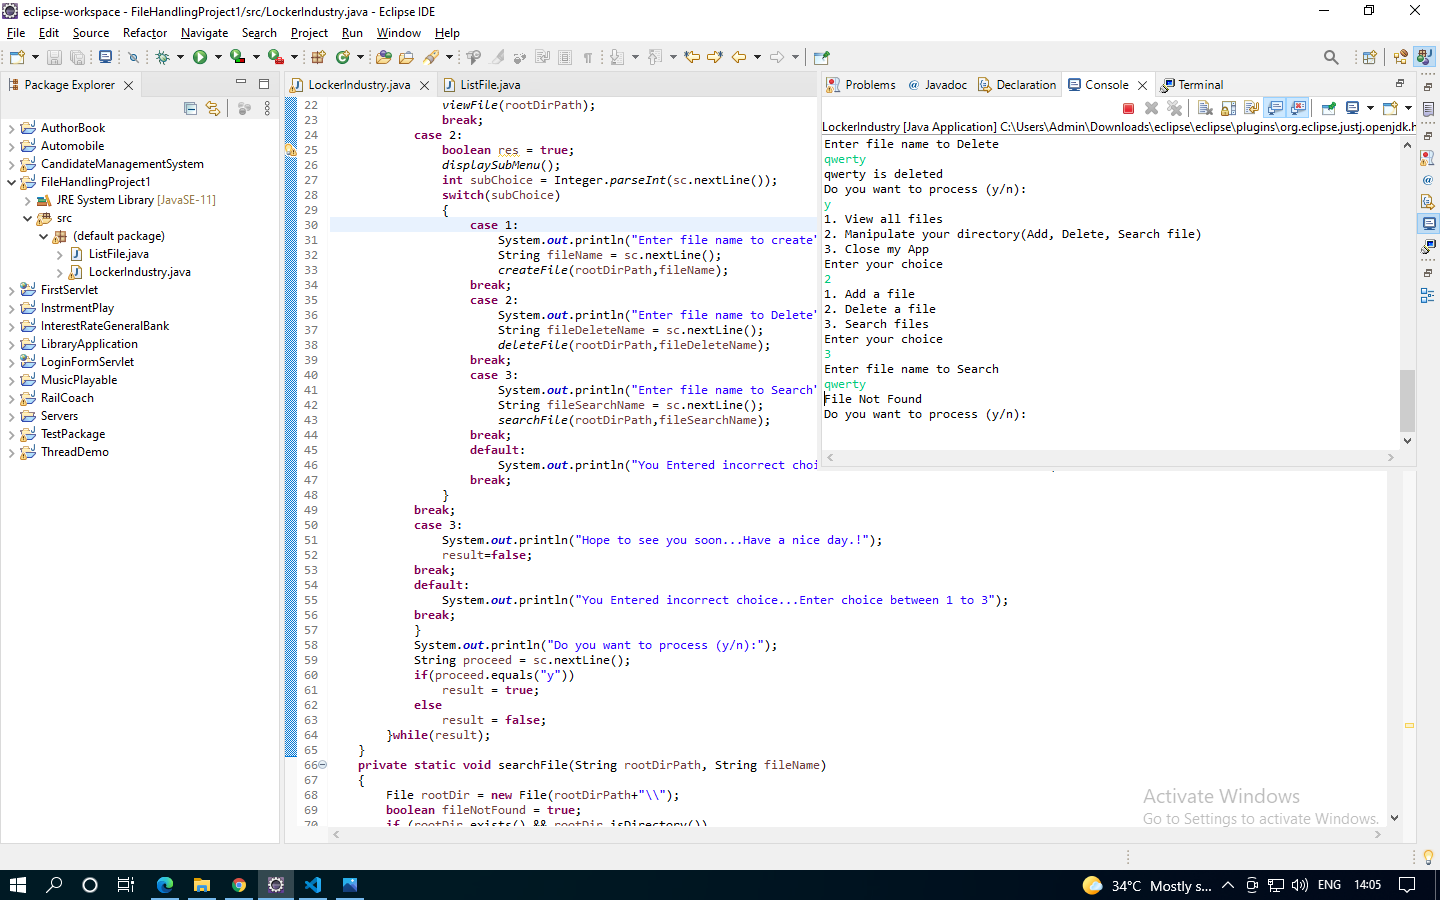 eclipse-workspace - FileHandlingProject1/src/LockerIndustry.java - Eclipse IDE
File Edit Source Refactor Navigate Search Project Run Window Help
Package Explorer
AuthorBook
Automobile
CandidateManagementSystem
FileHandlingProject1
JRE System Library [JavaSE-11]
src
(default package)
ListFile.java
LockerIndustry.java
FirstServlet
InstrmentPlay
InterestRateGeneralBank
LibraryApplication
LoginFormServlet
MusicPlayable
RailCoach
Servers
TestPackage
ThreadDemo
LockerIndustry.java
ListFile.java
22 viewFile(rootDirPath);
23 break;
24 case 2:
25 boolean res = true;
26 displaySubMenu();
27 int subChoice = Integer.parseInt(sc.nextLine());
28 switch(subChoice)
29 {
30 case 1:
31 System.out.println("Enter file name to create"
32 String fileName = sc.nextLine();
33 createFile(rootDirPath,fileName);
34 break;
35 case 2:
36 System.out.println("Enter file name to Delete"
37 String fileDeleteName = sc.nextLine();
38 deleteFile(rootDirPath,fileDeleteName);
39 break;
40 case 3:
41 System.out.println("Enter file name to Search"
42 String fileSearchName = sc.nextLine();
43 searchFile(rootDirPath,fileSearchName);
44 break;
45 default:
46 System.out.println("You Entered incorrect choi
47 break;
48 }
49 break;
50 case 3:
51 System.out.println("Hope to see you soon...Have a nice day.!");
52 result=false;
53 break;
54 default:
55 System.out.println("You Entered incorrect choice...Enter choice between 1 to 3");
56 break;
57 }
58 System.out.println("Do you want to process (y/n):");
59 String proceed = sc.nextLine();
60 if(proceed.equals("y"))
61 result = true;
62 else
63 result = false;
64 }while(result);
65 }
66 private static void searchFile(String rootDirPath, String fileName)
67 {
68 File rootDir = new File(rootDirPath+"\\");
69 boolean fileNotFound = true;
70 if (rootDir.exists() && rootDir.isDirectory())
Problems Javadoc Declaration Console Terminal
LockerIndustry [Java Application] C:\Users\Admin\Downloads\eclipse\eclipse\plugins\org.eclipse.justj.openjdk.h
Enter file name to Delete
qwerty
qwerty is deleted
Do you want to process (y/n):
y
1. View all files
2. Manipulate your directory(Add, Delete, Search file)
3. Close my App
Enter your choice
2
1. Add a file
2. Delete a file
3. Search files
Enter your choice
3
Enter file name to Search
qwerty
File Not Found
Do you want to process (y/n):
Activate Windows
Go to Settings to activate Windows.
34°C Mostly s... ENG 14:05